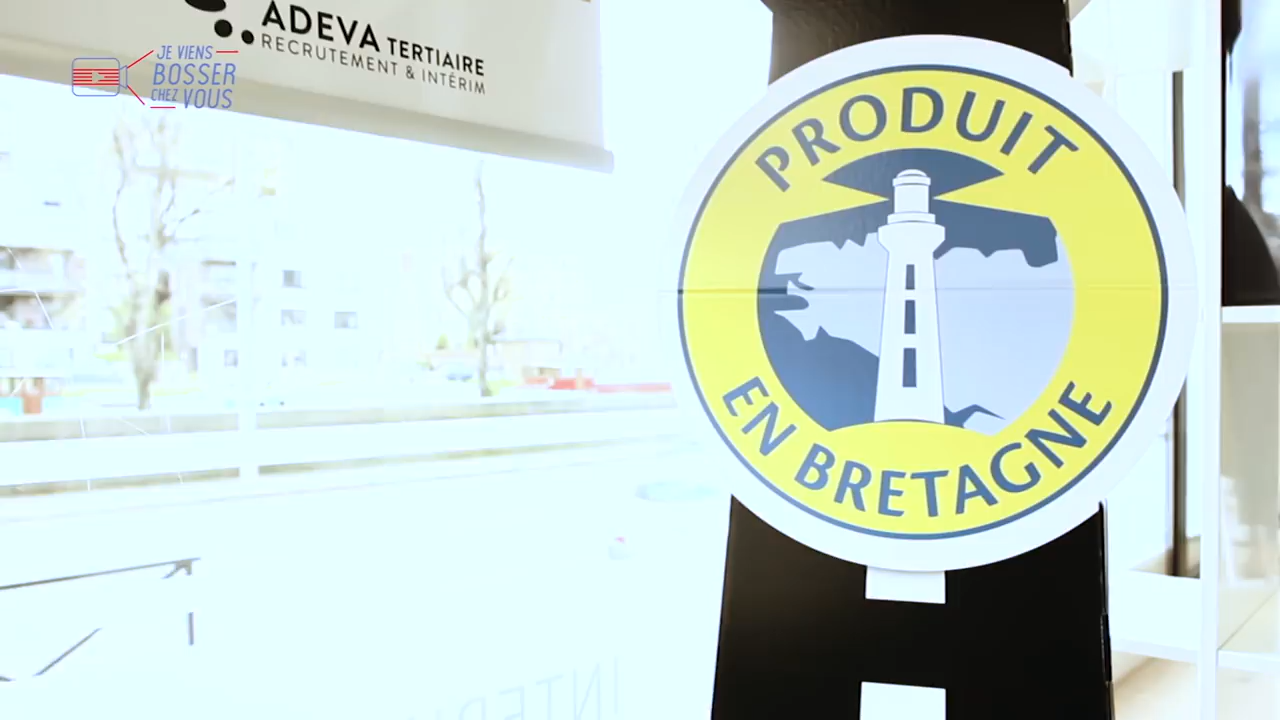 ADEVA TERTIAIRE
RECRUTEMENT & INTÉRIM
JE VIENS
BOSSER
CHEZ VOUS
PRODUIT
EN BRETAGNE